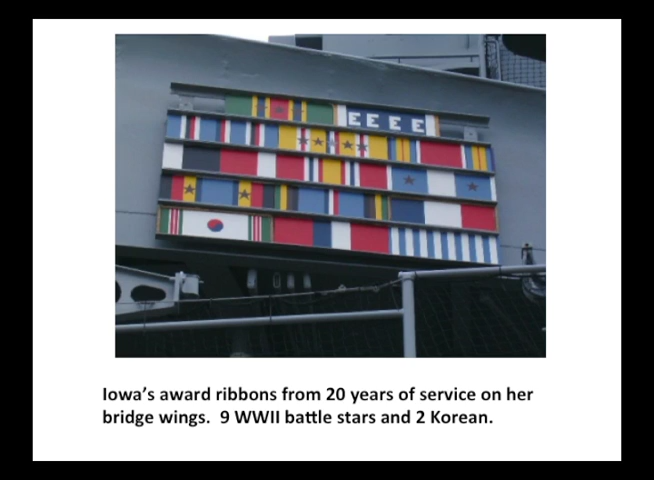 E E E E
Iowa's award ribbons from 20 years of service on her
bridge wings.  9 WWII battle stars and 2 Korean.